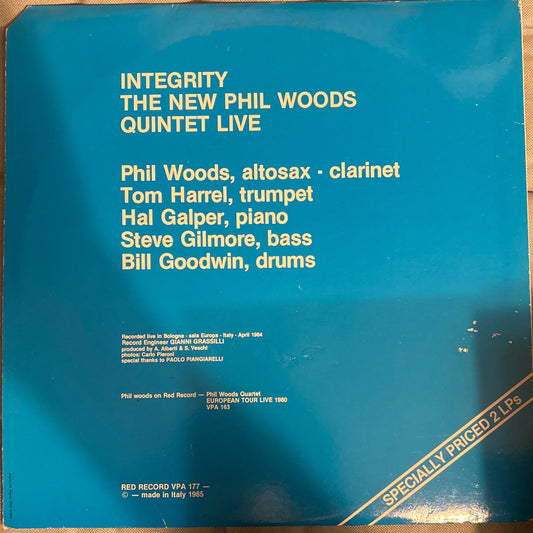 INTEGRITY
THE NEW PHIL WOODS
QUINTET LIVE
Phil Woods, altosax - clarinet
Tom Harrel, trumpet
Hal Galper, piano
Steve Gilmore, bass
Bill Goodwin, drums
Recorded live in Bologna - sala Europa - Italy - April 1984
Record Engineer GIANNI GRASSILLI
produced by A. Alberti & S. Veschi
photos: Carlo Pieroni
special thanks to PAOLO PIANGIARELLI
Phil woods on Red Record — Phil Woods Quartet
EUROPEAN TOUR LIVE 1980
VPA 163
SPECIALLY PRICED 2 LPs
RED RECORD VPA 177 —
© — made in Italy 1985